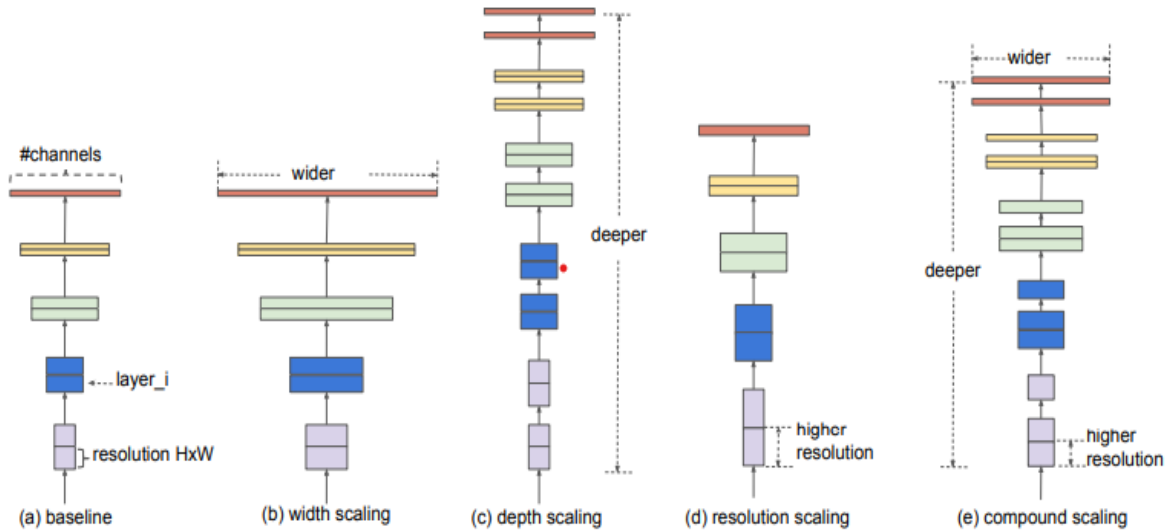 #channels
layer_i
resolution HxW
(a) baseline
wider
(b) width scaling
deeper
(c) depth scaling
higher
resolution
(d) resolution scaling
wider
deeper
higher
resolution
(e) compound scaling